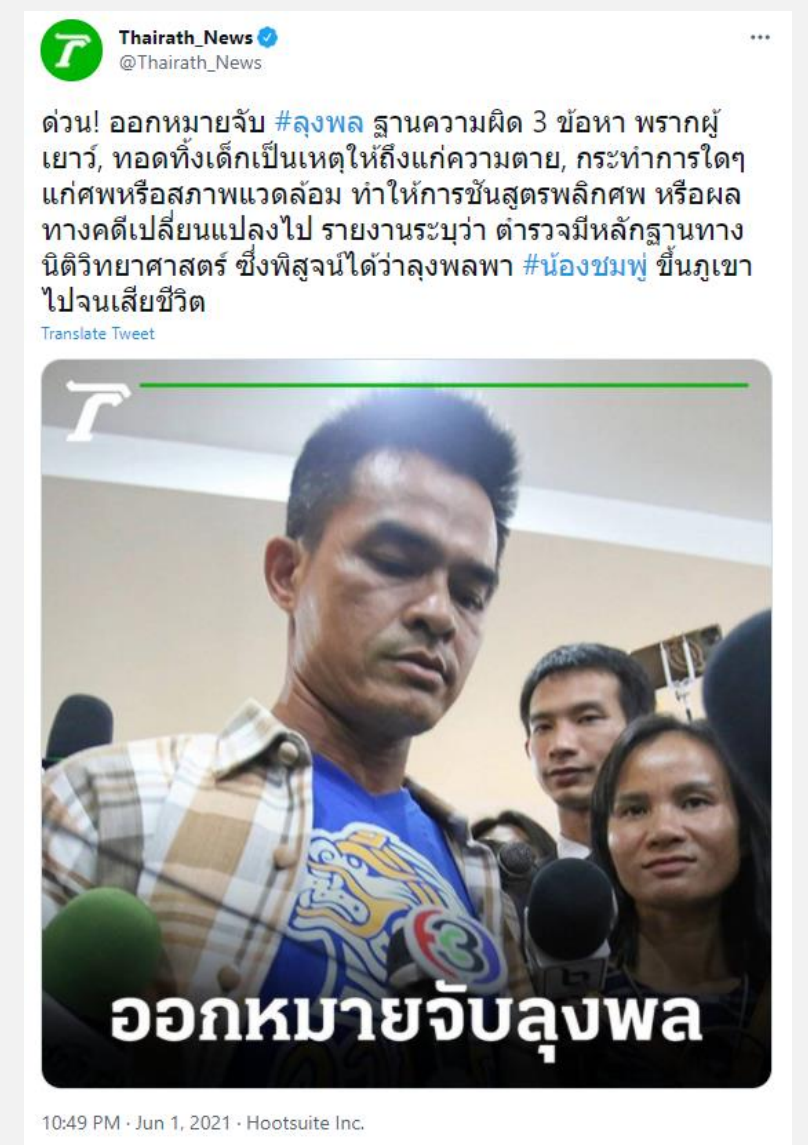 Thairath_News
@Thairath_News
ด่วน! ออกหมายจับ #ลุงพล ฐานความผิด 3 ข้อหา พรากผู้
เยาว์, ทอดทิ้งเด็กเป็นเหตุให้ถึงแก่ความตาย, กระทำการใดๆ
แก่ศพหรือสภาพแวดล้อม ทำให้การชันสูตรพลิกศพ หรือผล
ทางคดีเปลี่ยนแปลงไป รายงานระบุว่า ตำรวจมีหลักฐานทาง
นิติวิทยาศาสตร์ ซึ่งพิสูจน์ได้ว่าลุงพลพา #น้องชมพู่ ขึ้นภูเขา
ไปจนเสียชีวิต
Translate Tweet
ออกหมายจับลุงพล
10:49 PM · Jun 1, 2021 · Hootsuite Inc.